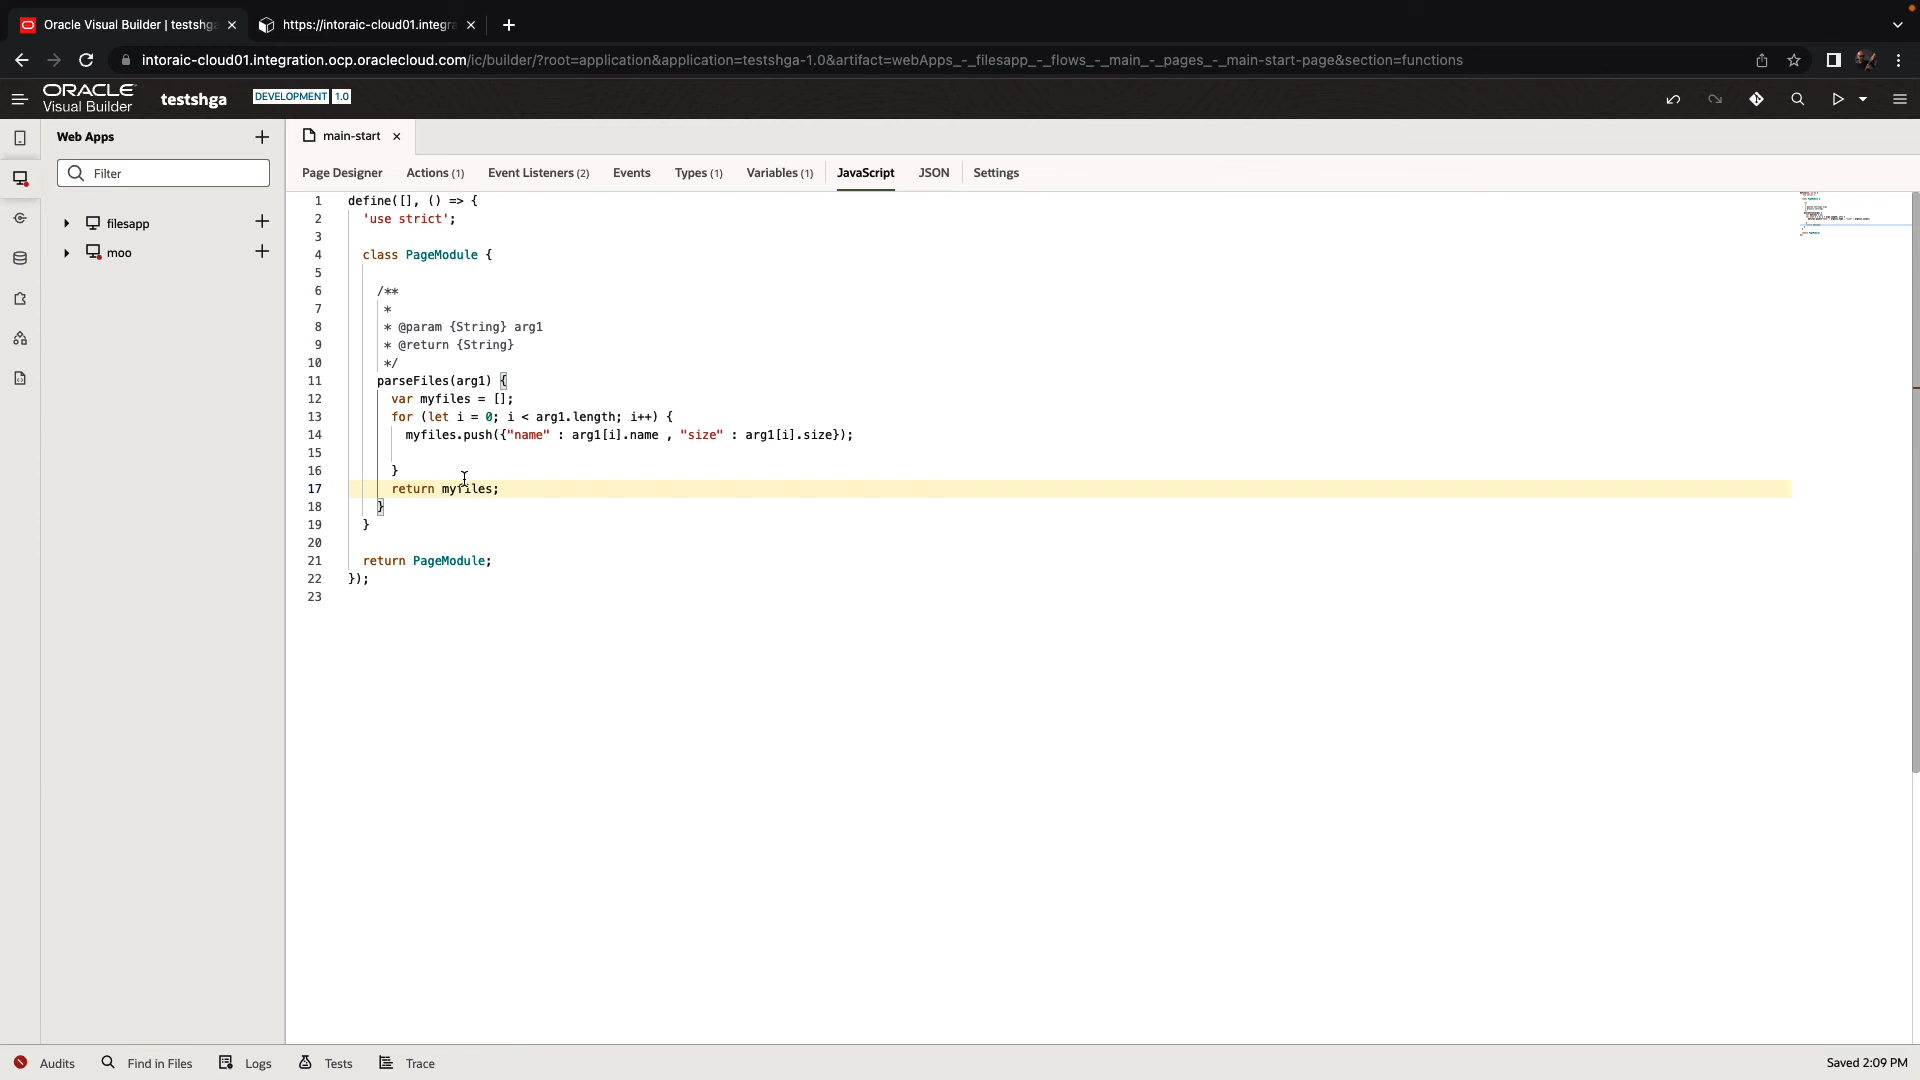 Oracle Visual Builder | testshga
https://intoraic-cloud01.integra
intoraic-cloud01.integration.ocp.oraclecloud.com/ic/builder/?root=application&application=testshga-1.0&artifact=webApps_-_filesapp_-_flows_-_main_-_pages_-_main-start-page&section=functions
ORACLE
Visual Builder
testshga
DEVELOPMENT 1.0
Web Apps
main-start
Filter
Page Designer Actions (1) Event Listeners (2) Events Types (1) Variables (1) JavaScript JSON Settings
filesapp
moo
1 define([], () => {
2 'use strict';
3
4 class PageModule {
5
6 /**
7 *
8 * @param {String} arg1
9 * @return {String}
10 */
11 parseFiles(arg1) {
12 var myfiles = [];
13 for (let i = 0; i < arg1.length; i++) {
14 myfiles.push({"name" : arg1[i].name , "size" : arg1[i].size});
15
16 }
17 return myfiles;
18 }
19 }
20
21 return PageModule;
22 });
23
Audits Find in Files Logs Tests Trace
Saved 2:09 PM